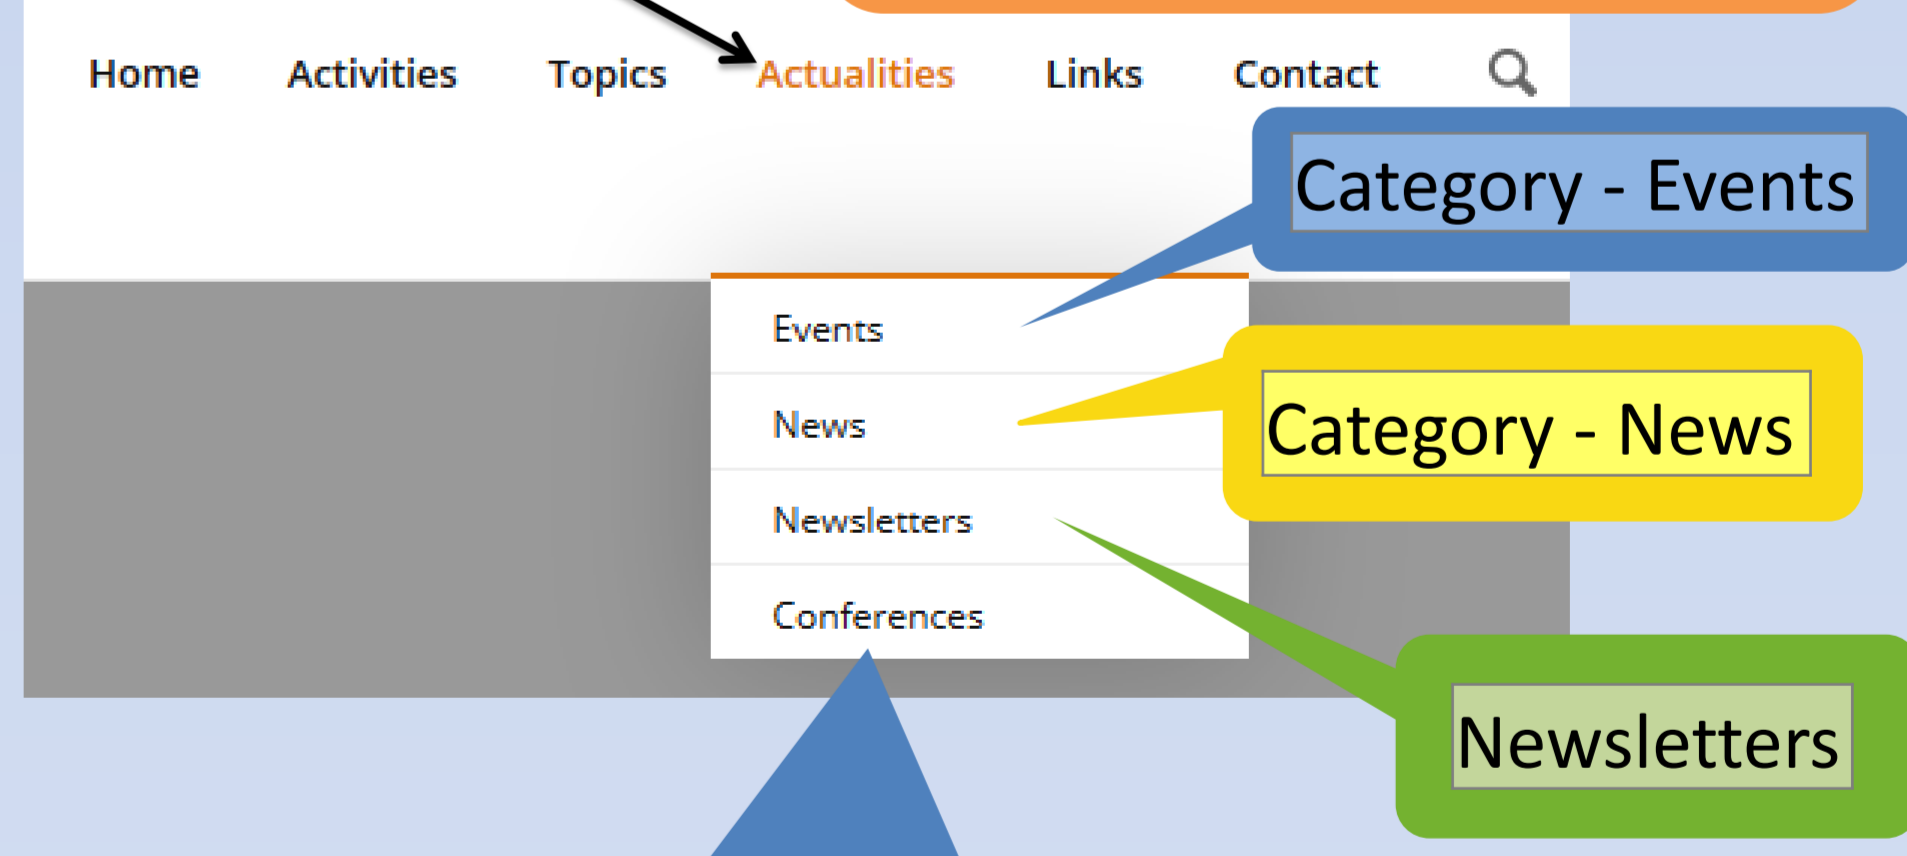 Home Activities Topics Actualities Links Contact
Category - Events
Events
News
Category - News
Newsletters
Conferences
Newsletters